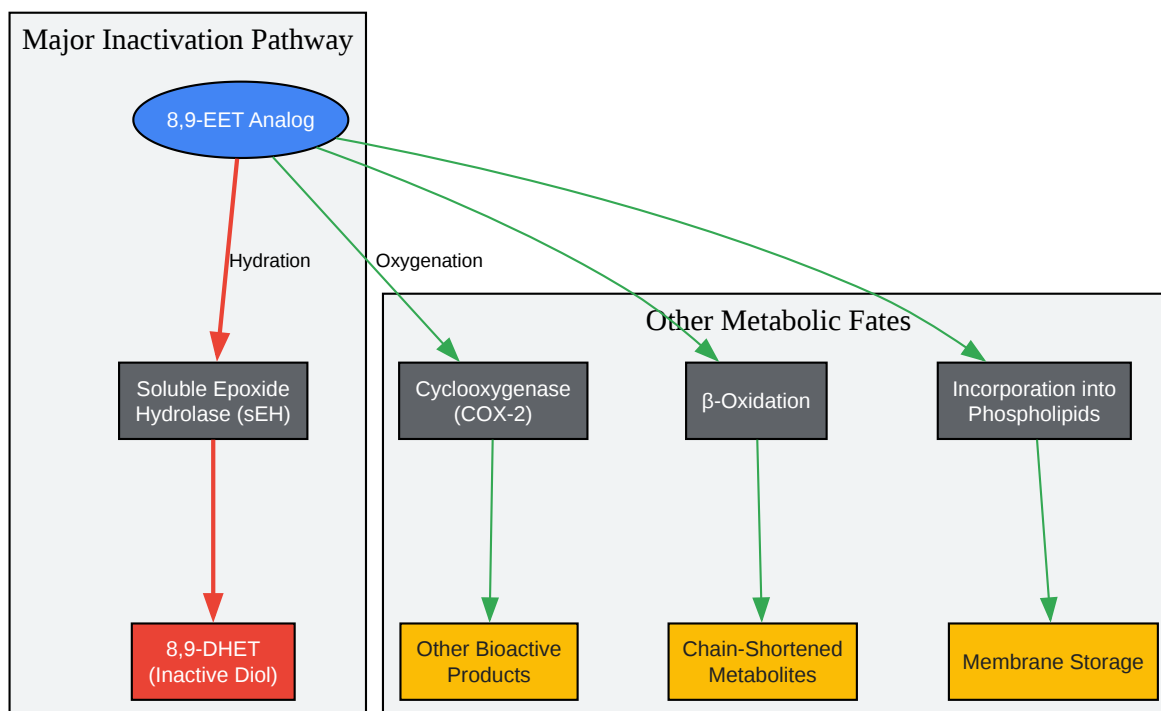 Major Inactivation Pathway
8,9-EET Analog
Hydration
Oxygenation
Other Metabolic Fates
Soluble Epoxide
Hydrolase (sEH)
Cyclooxygenase
(COX-2)
β-Oxidation
Incorporation into
Phospholipids
8,9-DHET
(Inactive Diol)
Other Bioactive
Products
Chain-Shortened
Metabolites
Membrane Storage